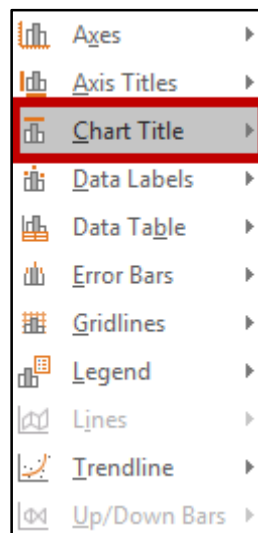 Axes
Axis Titles
Chart Title
Data Labels
Data Table
Error Bars
Gridlines
Legend
Lines
Trendline
Up/Down Bars